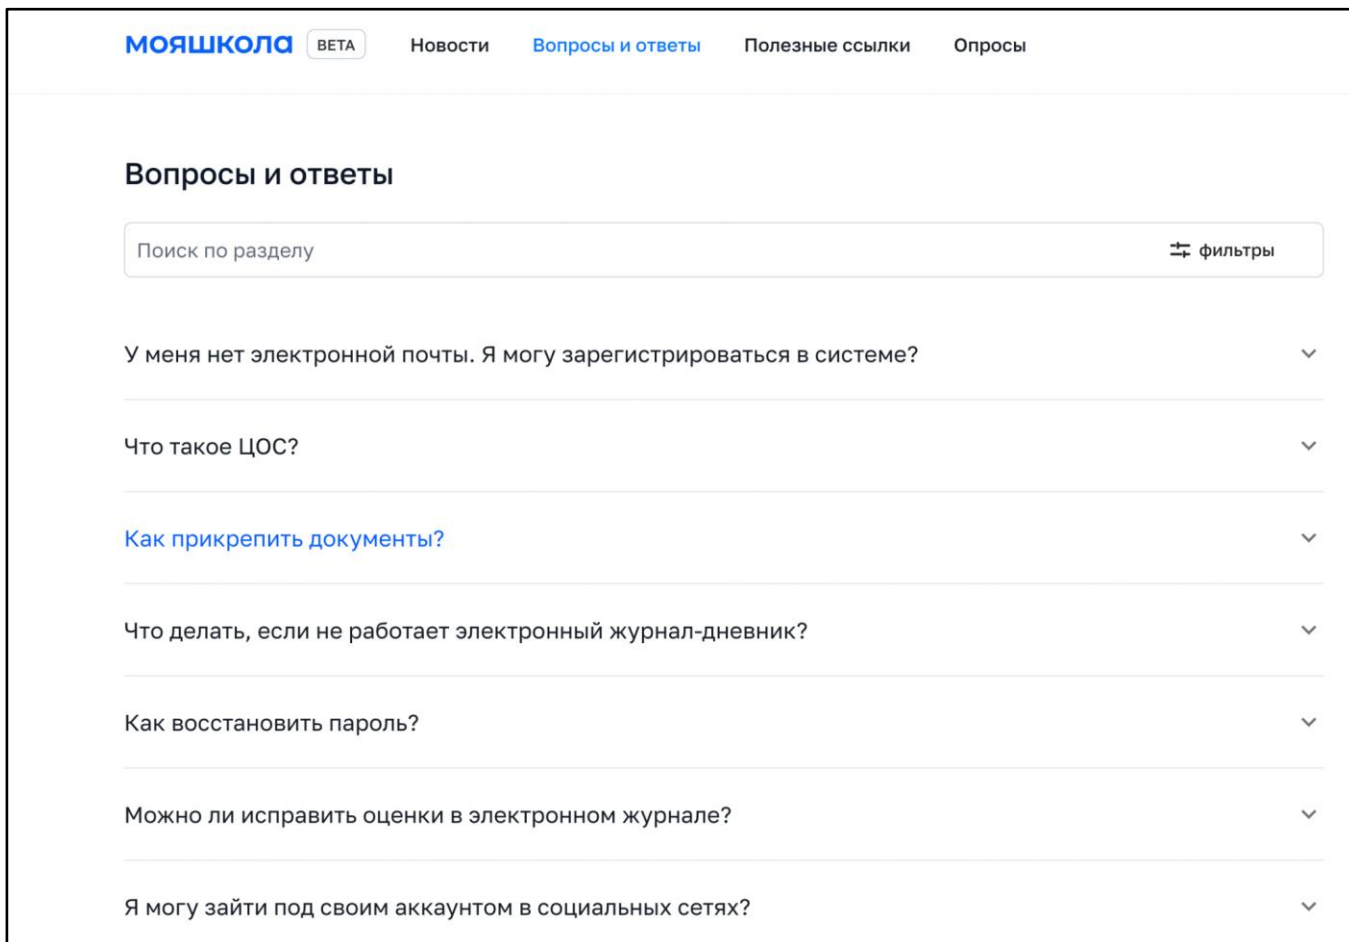 мояшкола BETA Новости Вопросы и ответы Полезные ссылки Опросы
Вопросы и ответы
Поиск по разделу фильтры
У меня нет электронной почты. Я могу зарегистрироваться в системе?
Что такое ЦОС?
Как прикрепить документы?
Что делать, если не работает электронный журнал-дневник?
Как восстановить пароль?
Можно ли исправить оценки в электронном журнале?
Я могу зайти под своим аккаунтом в социальных сетях?